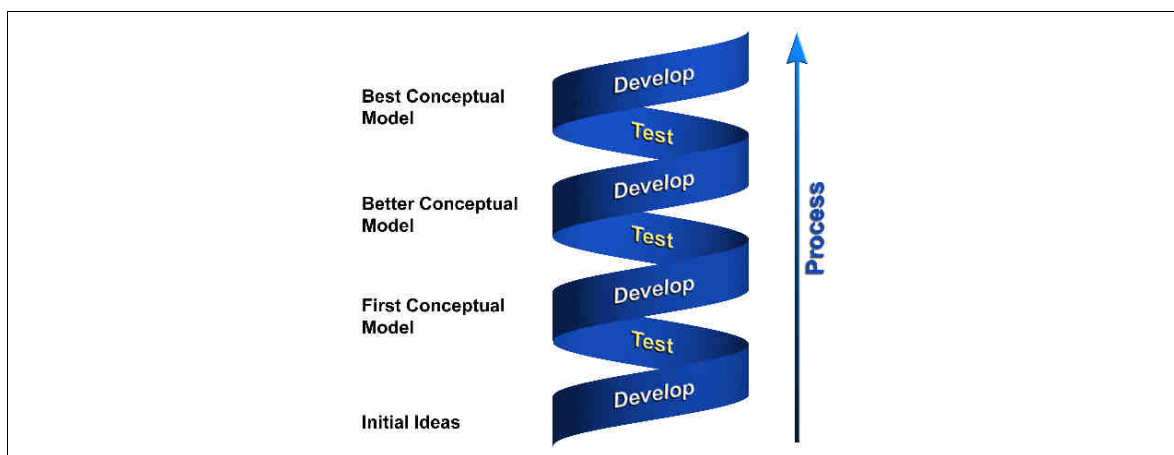 Best Conceptual
Model
Develop
Test
Better Conceptual
Model
Develop
Test
First Conceptual
Model
Develop
Test
Initial Ideas
Develop
Process